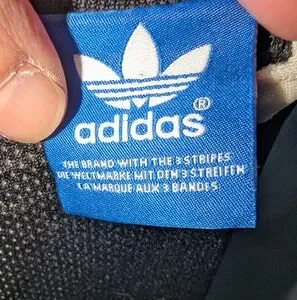 adidas®
THE BRAND WITH THE 3 STRIPES
DIE WELTMARKE MIT DEN 3 STREIFEN
LA MARQUE AUX 3 BANDES